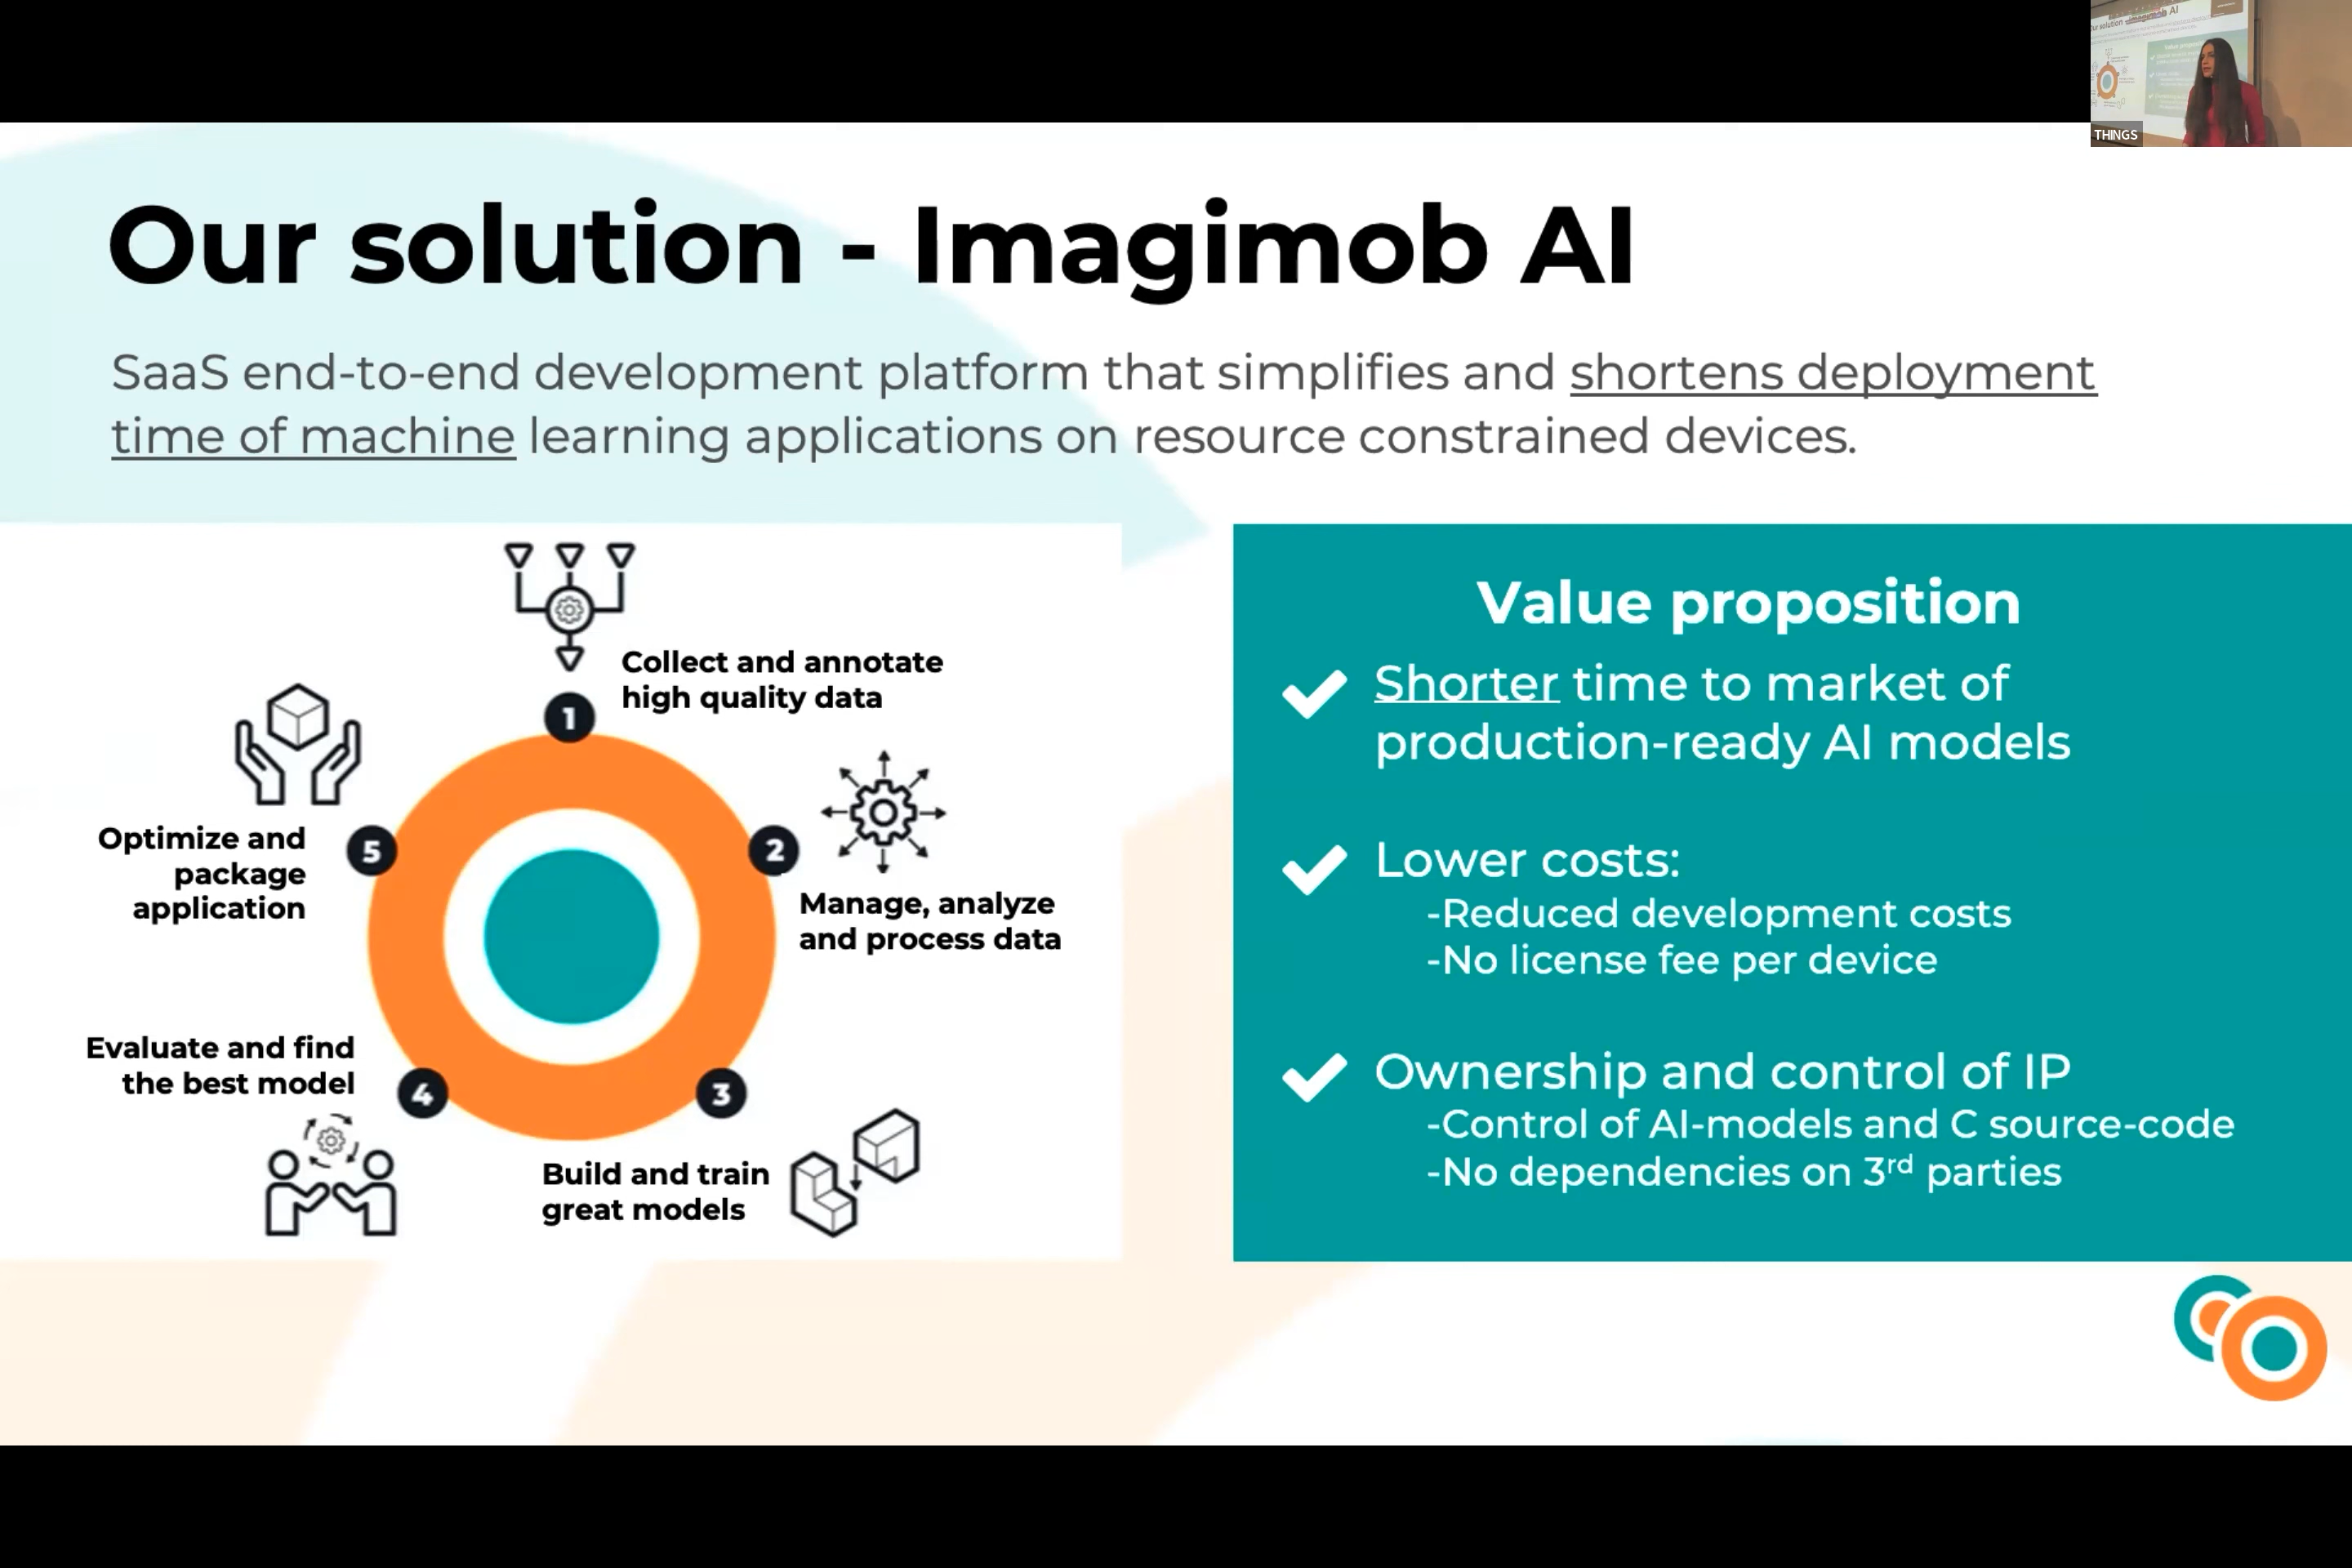 THINGS
Our solution - Imagimob AI
SaaS end-to-end development platform that simplifies and shortens deployment
time of machine learning applications on resource constrained devices.
1
Collect and annotate
high quality data
2
Manage, analyze
and process data
3
Build and train
great models
4
Evaluate and find
the best model
5
Optimize and
package
application
Value proposition
Shorter time to market of
production-ready AI models
Lower costs:
-Reduced development costs
-No license fee per device
Ownership and control of IP
-Control of AI-models and C source-code
-No dependencies on 3rd parties